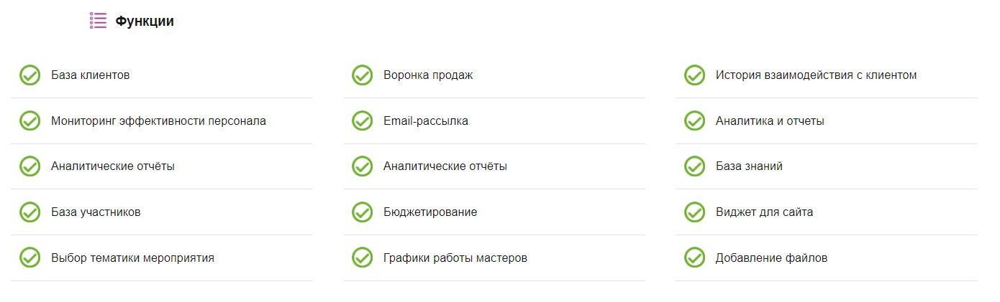 Функции
База клиентов
Воронка продаж
История взаимодействия с клиентом
Мониторинг эффективности персонала
Email-рассылка
Аналитика и отчеты
Аналитические отчёты
Аналитические отчёты
База знаний
База участников
Бюджетирование
Виджет для сайта
Выбор тематики мероприятия
Графики работы мастеров
Добавление файлов